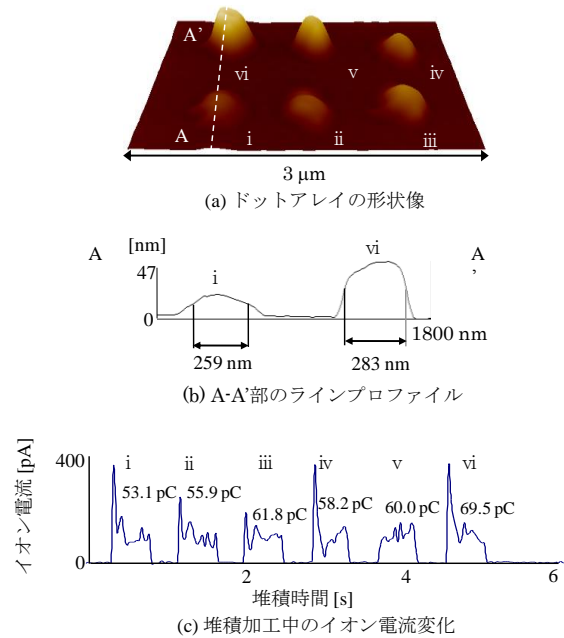 A'
vi
v
iv
A
i
ii
iii
3 μm
(a) ドットアレイの形状像
A
[nm]
vi
A'
47
i
0
1800 nm
259 nm
283 nm
(b) A-A'部のラインプロファイル
イオン電流 [pA]
400
i
ii
iii
iv
v
vi
53.1 pC
55.9 pC
61.8 pC
58.2 pC
60.0 pC
69.5 pC
0
2
4
6
堆積時間 [s]
(c) 堆積加工中のイオン電流変化